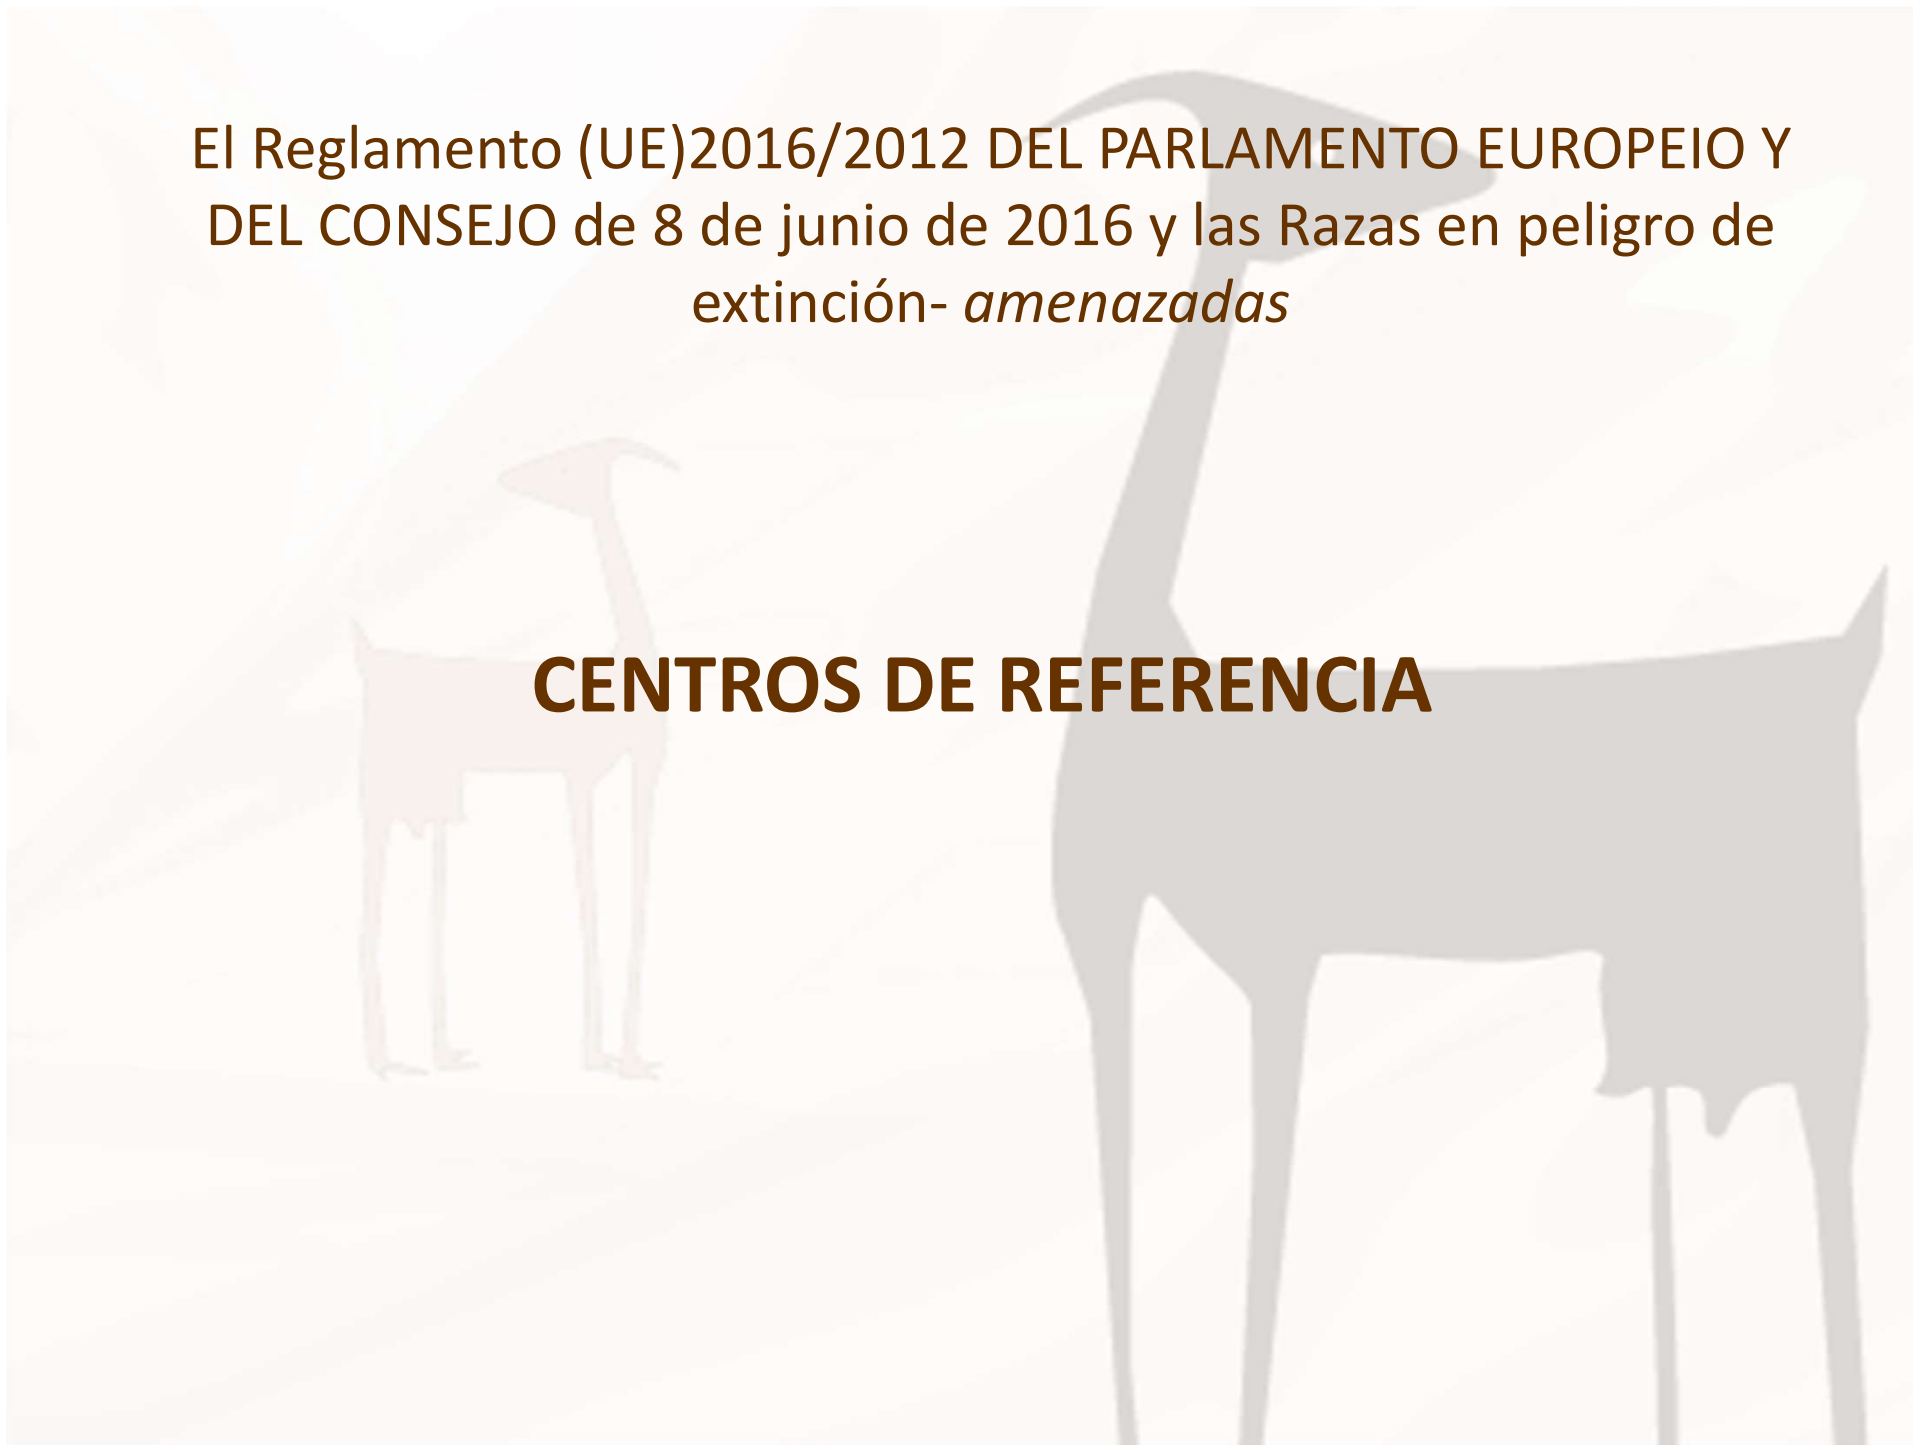 El Reglamento (UE)2016/2012 DEL PARLAMENTO EUROPEIO Y
DEL CONSEJO de 8 de junio de 2016 y las Razas en peligro de
extinción- amenazadas
CENTROS DE REFERENCIA